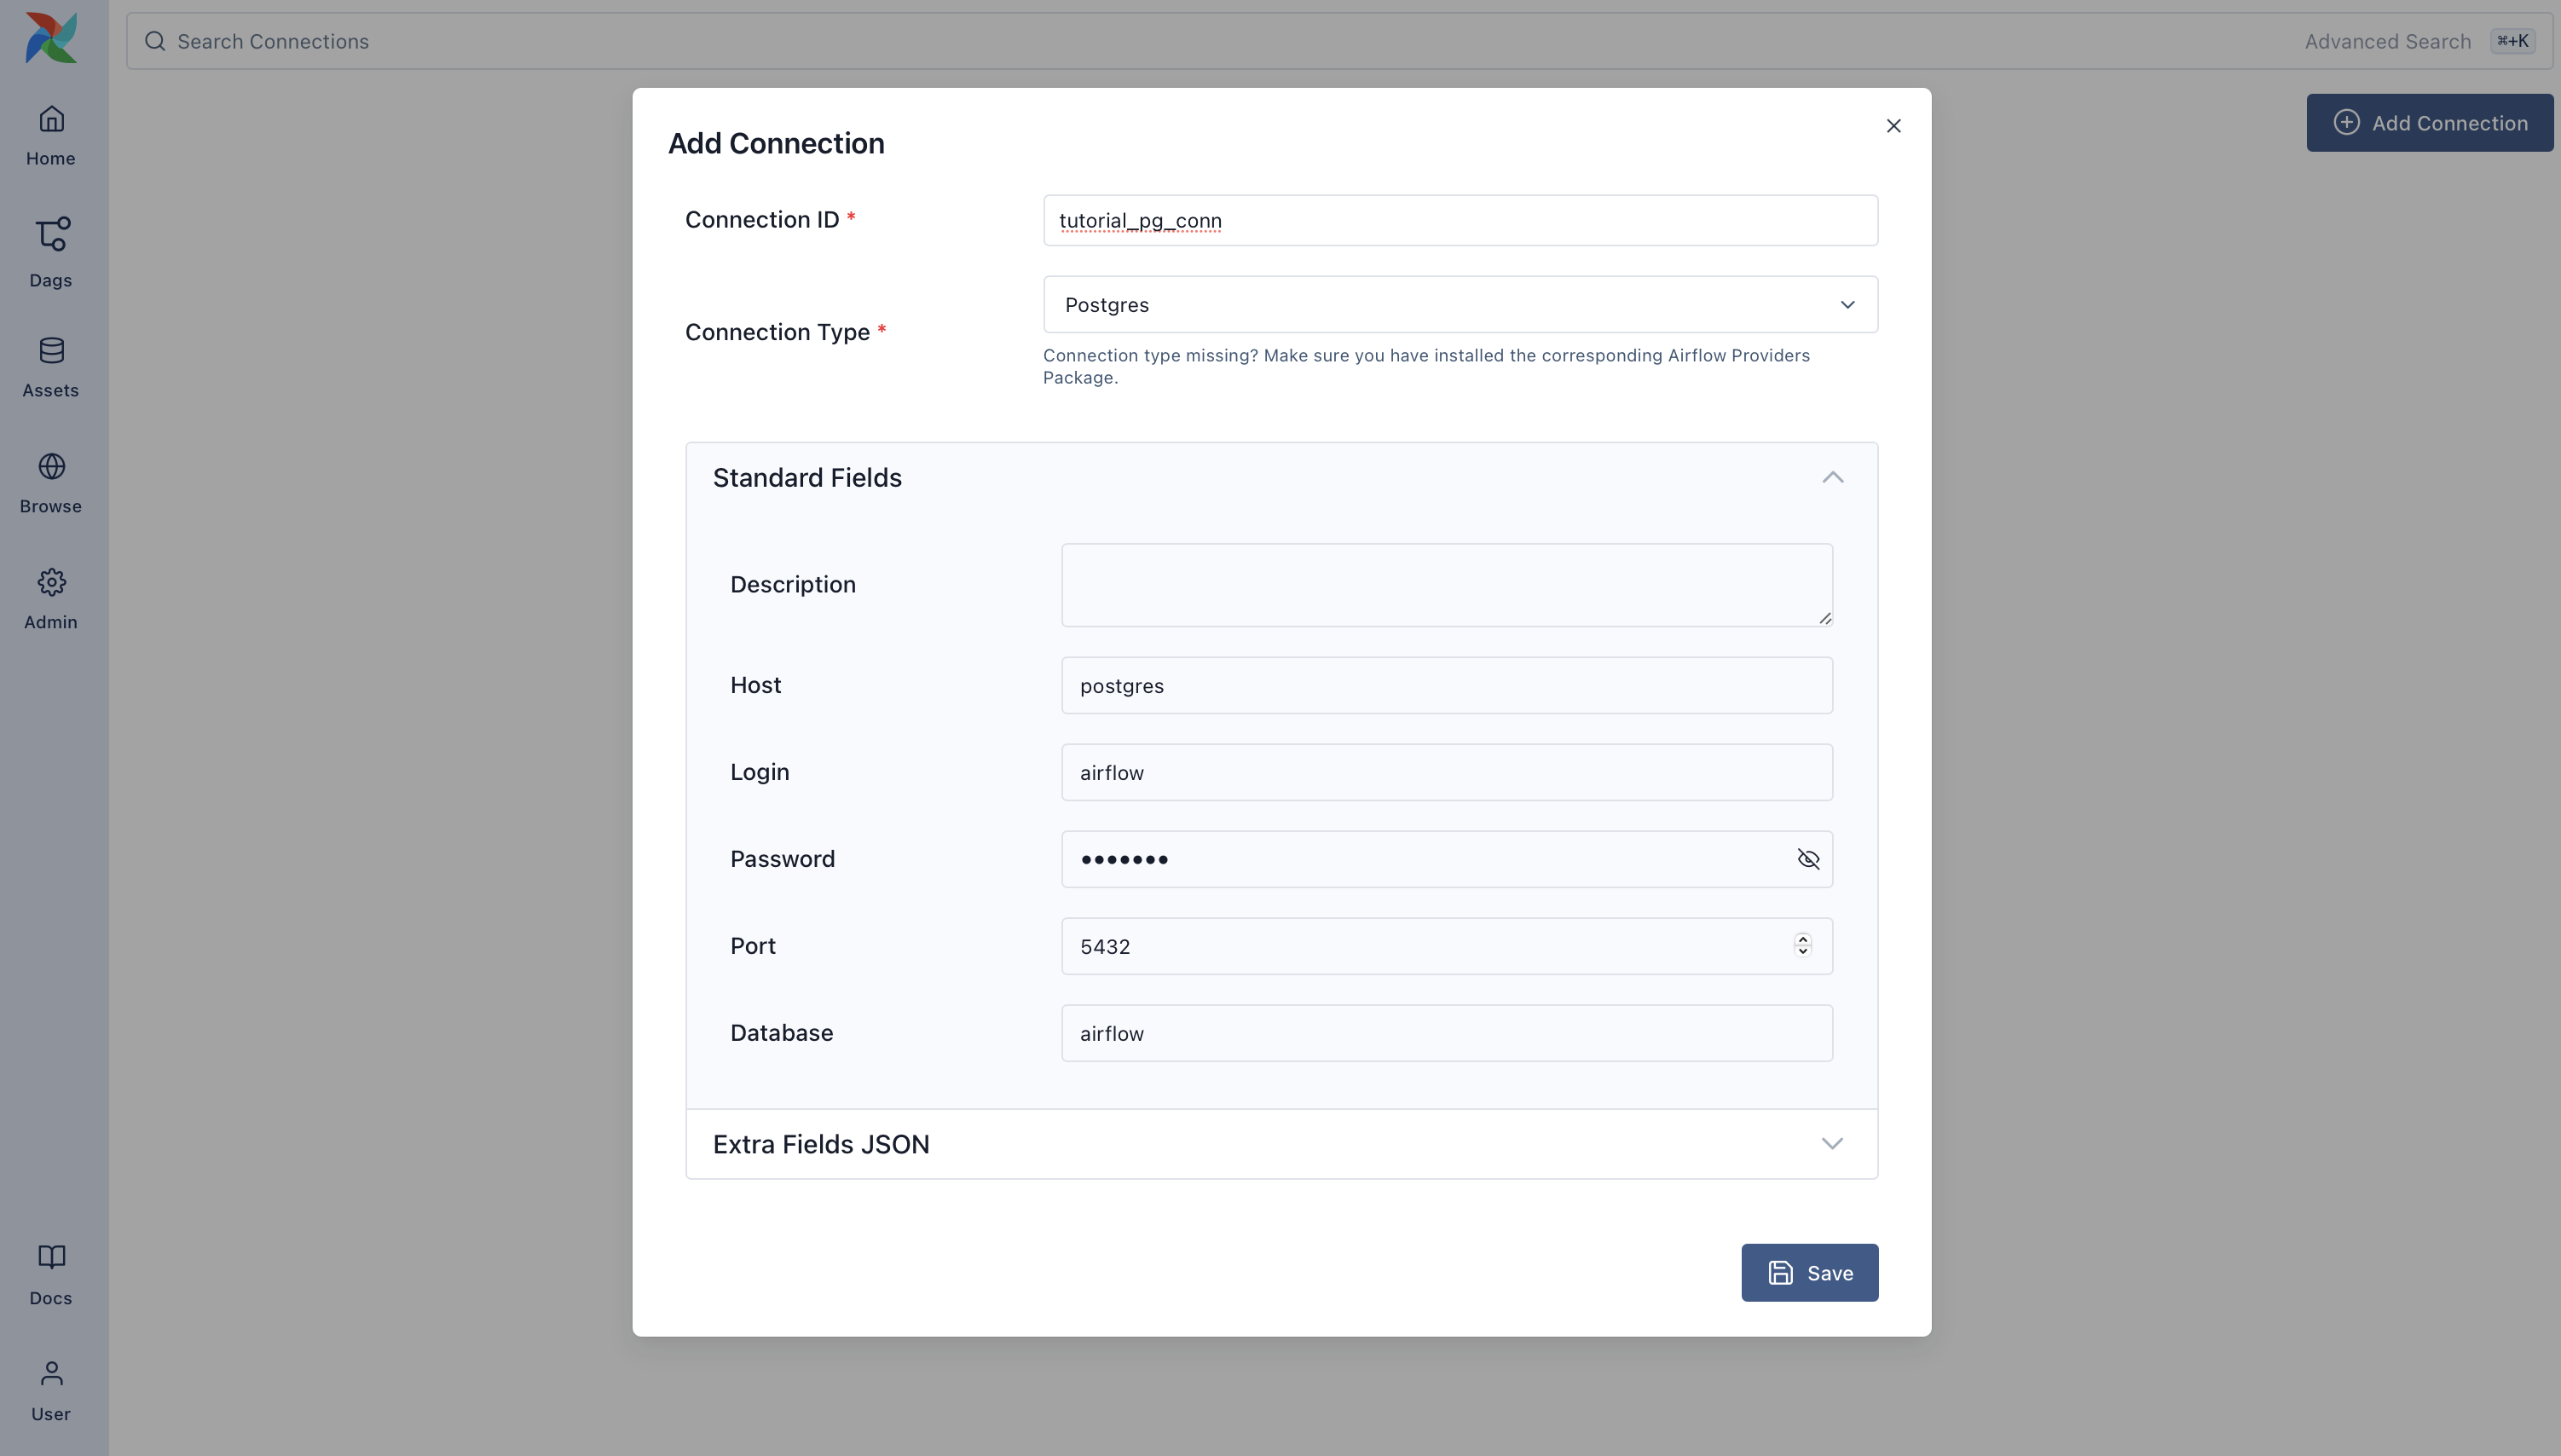 Search Connections
Advanced Search ⌘+K
Home
Dags
Assets
Browse
Admin
Docs
User
Add Connection
Add Connection
Connection ID *
tutorial_pg_conn
Connection Type *
Postgres
Connection type missing? Make sure you have installed the corresponding Airflow Providers
Package.
Standard Fields
Description
Host
postgres
Login
airflow
Password
•••••••
Port
5432
Database
airflow
Extra Fields JSON
Save